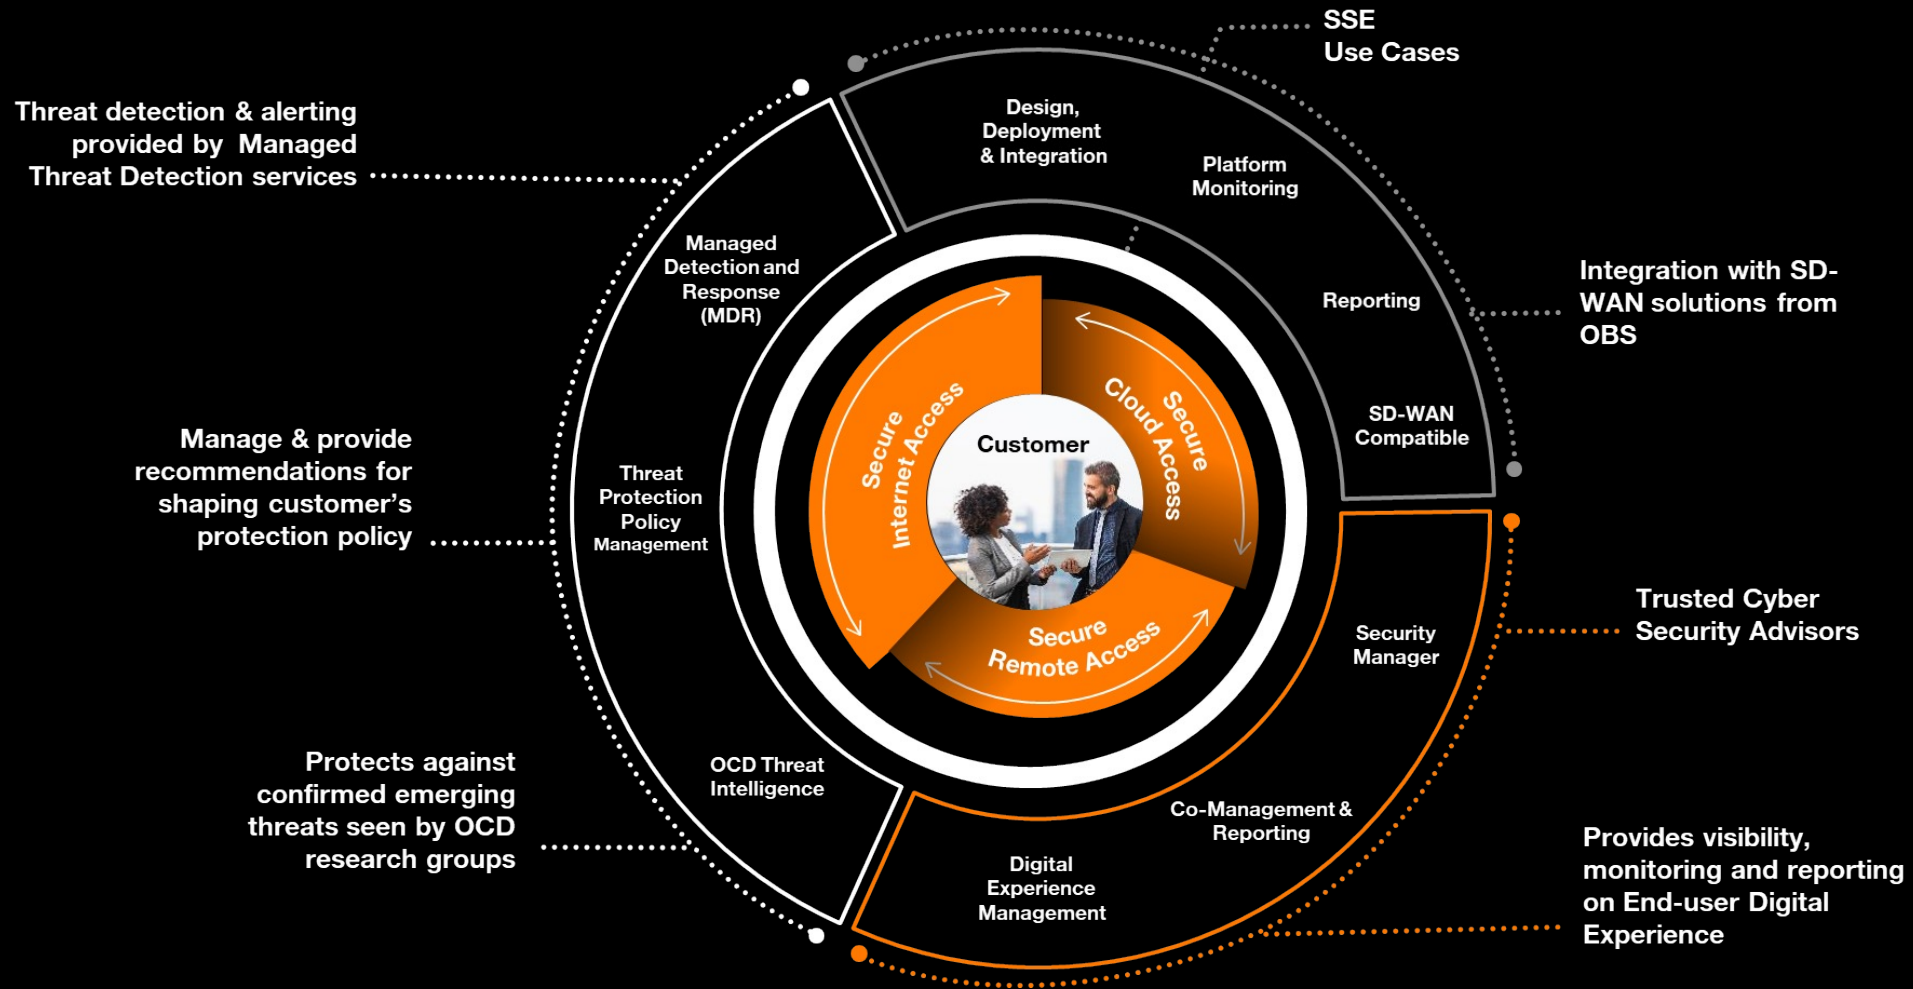 SSE
Use Cases
Threat detection & alerting
provided by Managed
Threat Detection services
Design,
Deployment
& Integration
Platform
Monitoring
Managed
Detection and
Response
(MDR)
Reporting
Integration with SD-
WAN solutions from
OBS
SD-WAN
Compatible
Secure
Internet Access
Secure
Cloud Access
Customer
Manage & provide
recommendations for
shaping customer’s
protection policy
Threat
Protection
Policy
Management
Secure
Remote Access
Security
Manager
Trusted Cyber
Security Advisors
Protects against
confirmed emerging
threats seen by OCD
research groups
OCD Threat
Intelligence
Co-Management &
Reporting
Digital
Experience
Management
Provides visibility,
monitoring and reporting
on End-user Digital
Experience